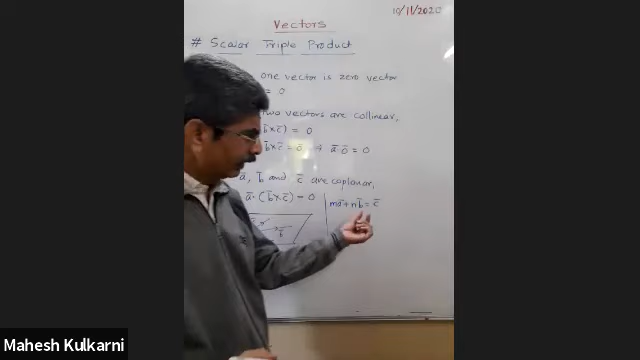 10/11/2020
Vectors
# Scalar Triple Product
one vector is zero vector
= 0
two vectors are collinear,
b̄×c̄) = 0
b̄×c̄ = ō ⇒ ā·ō = 0
ā, b̄ and c̄ are coplanar,
ā·(b̄×c̄) = 0
mā+nb̄=c̄
b̄
Mahesh Kulkarni